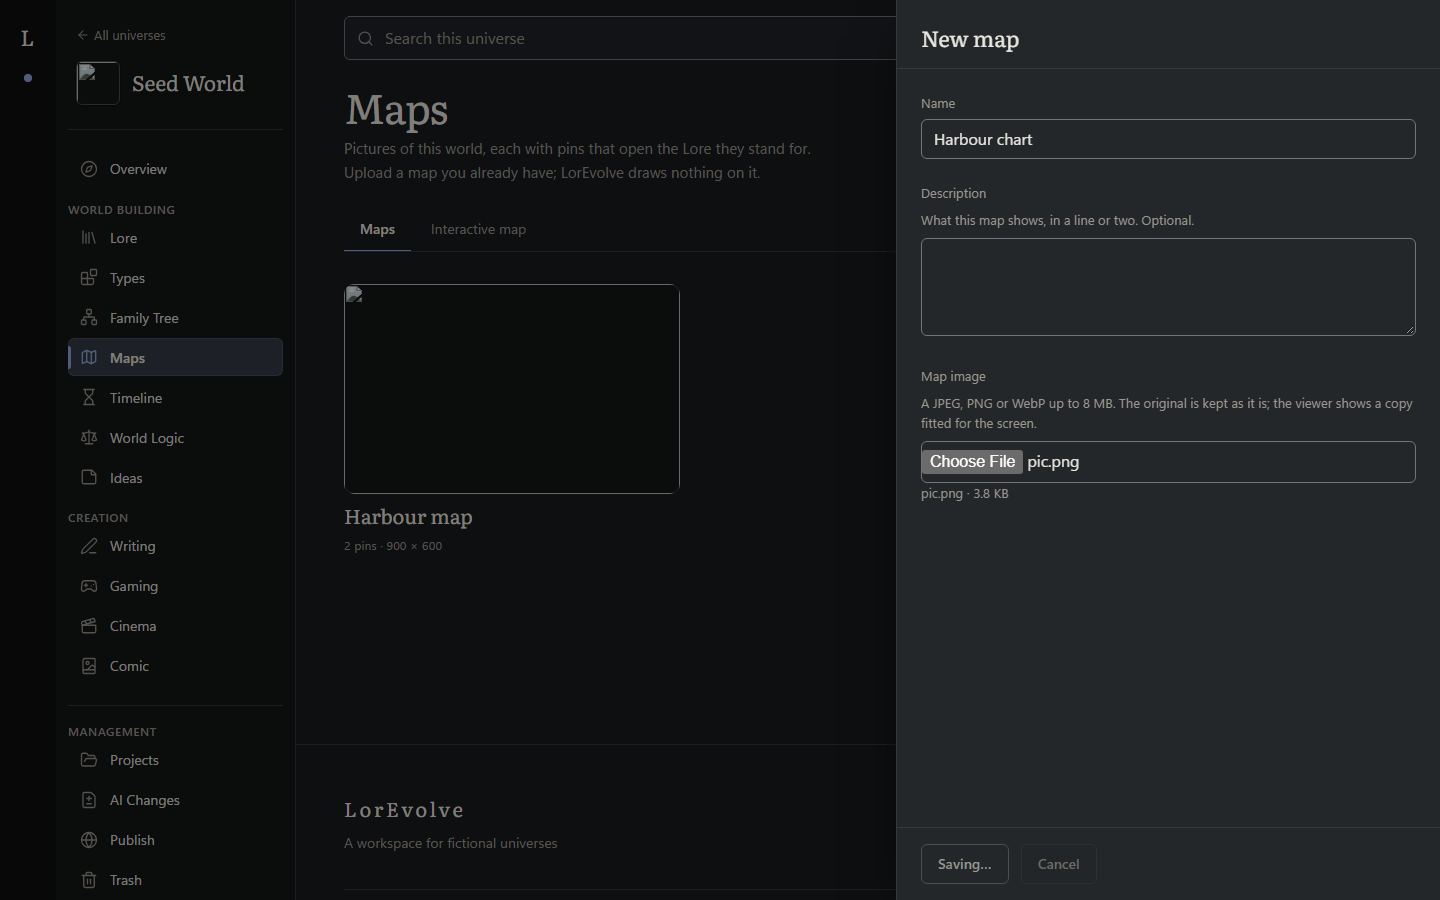 L
All universes
Seed World
Overview
WORLD BUILDING
Lore
Types
Family Tree
Maps
Timeline
World Logic
Ideas
CREATION
Writing
Gaming
Cinema
Comic
MANAGEMENT
Projects
AI Changes
Publish
Trash
Search this universe
Maps
Pictures of this world, each with pins that open the Lore they stand for.
Upload a map you already have; LorEvolve draws nothing on it.
Maps
Interactive map
Harbour map
2 pins · 900 × 600
LorEvolve
A workspace for fictional universes
New map
Name
Harbour chart
Description
What this map shows, in a line or two. Optional.
Map image
A JPEG, PNG or WebP up to 8 MB. The original is kept as it is; the viewer shows a copy
fitted for the screen.
Choose File pic.png
pic.png · 3.8 KB
Saving...
Cancel